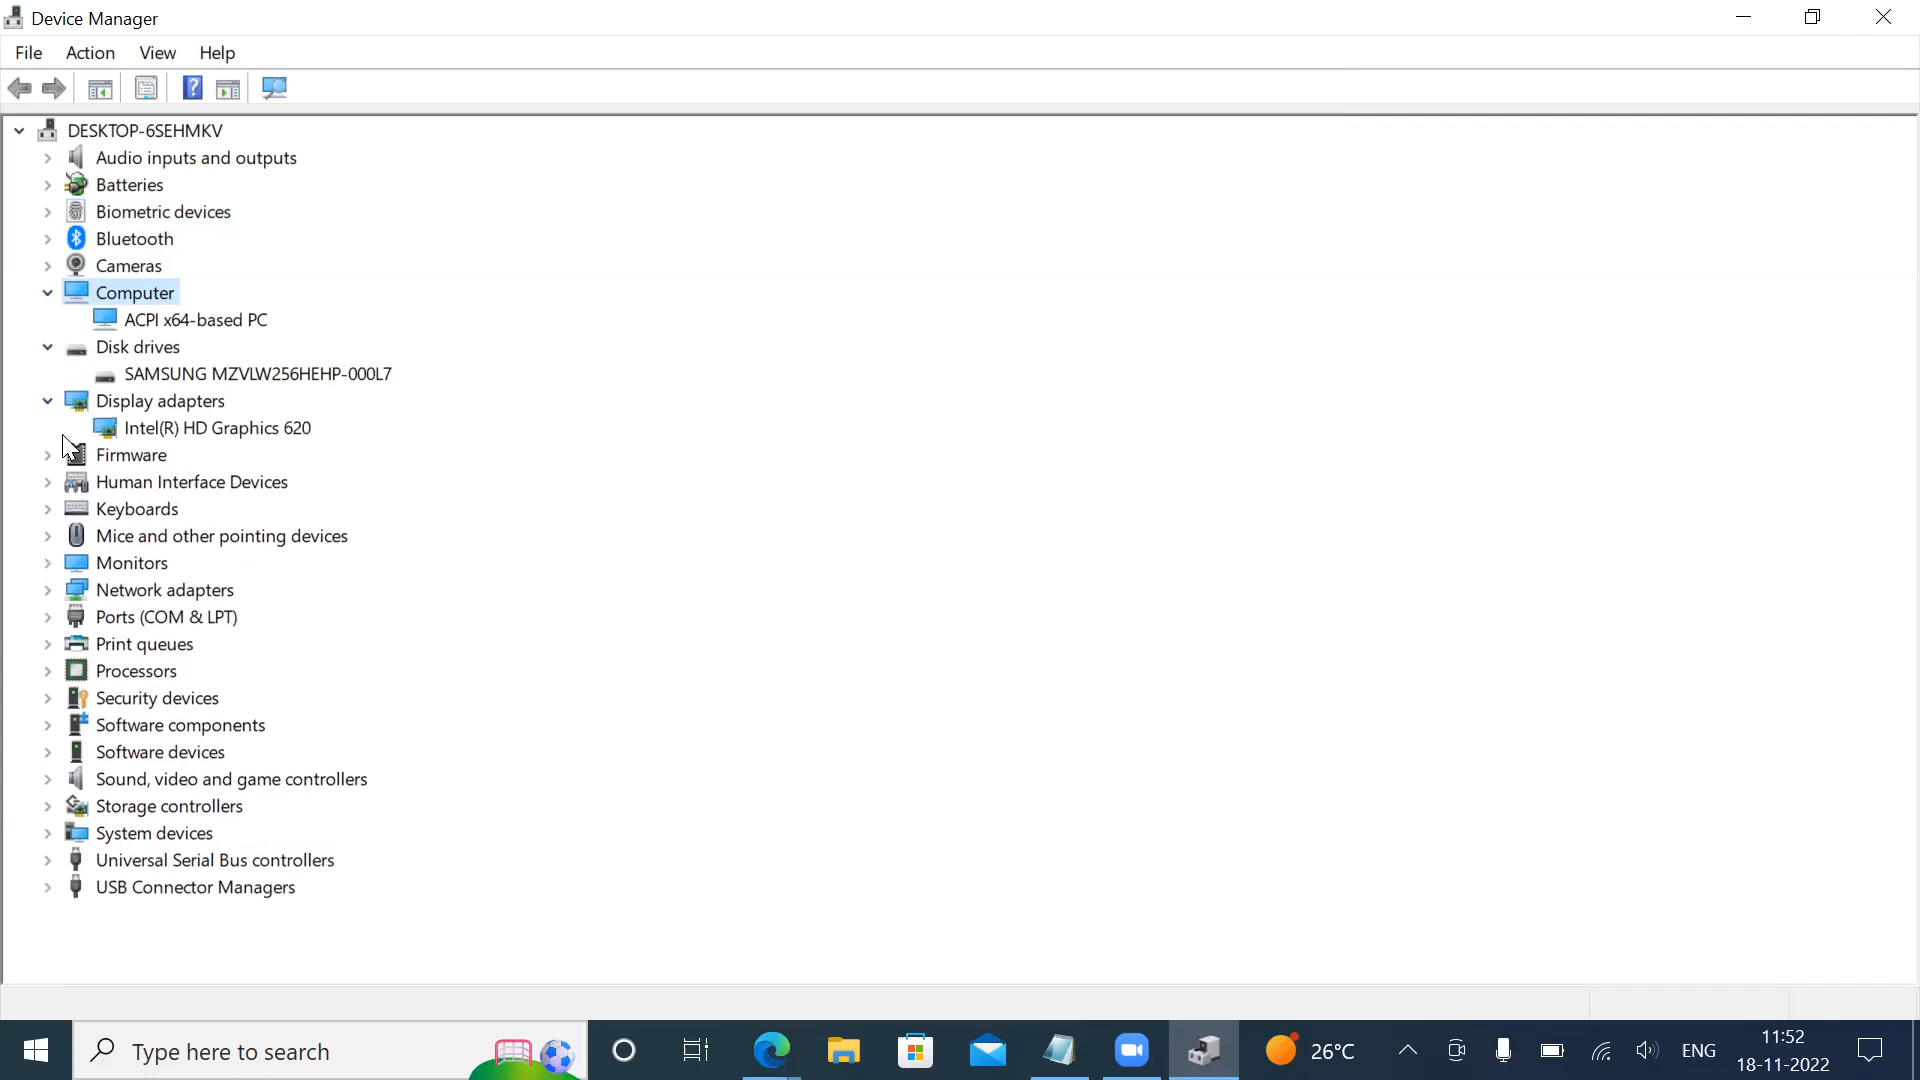 Device Manager
File Action View Help
DESKTOP-6SEHMKV
Audio inputs and outputs
Batteries
Biometric devices
Bluetooth
Cameras
Computer
ACPI x64-based PC
Disk drives
SAMSUNG MZVLW256HEHP-000L7
Display adapters
Intel(R) HD Graphics 620
Firmware
Human Interface Devices
Keyboards
Mice and other pointing devices
Monitors
Network adapters
Ports (COM & LPT)
Print queues
Processors
Security devices
Software components
Software devices
Sound, video and game controllers
Storage controllers
System devices
Universal Serial Bus controllers
USB Connector Managers
Type here to search
26°C
ENG
11:52
18-11-2022